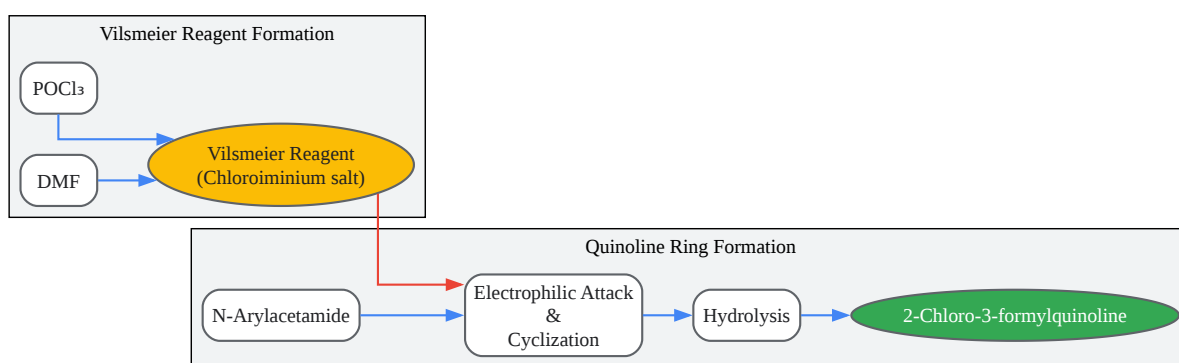 Vilsmeier Reagent Formation
POCl₃
Vilsmeier Reagent
(Chloroiminium salt)
DMF
Quinoline Ring Formation
N-Arylacetamide
Electrophilic Attack
&
Cyclization
Hydrolysis
2-Chloro-3-formylquinoline